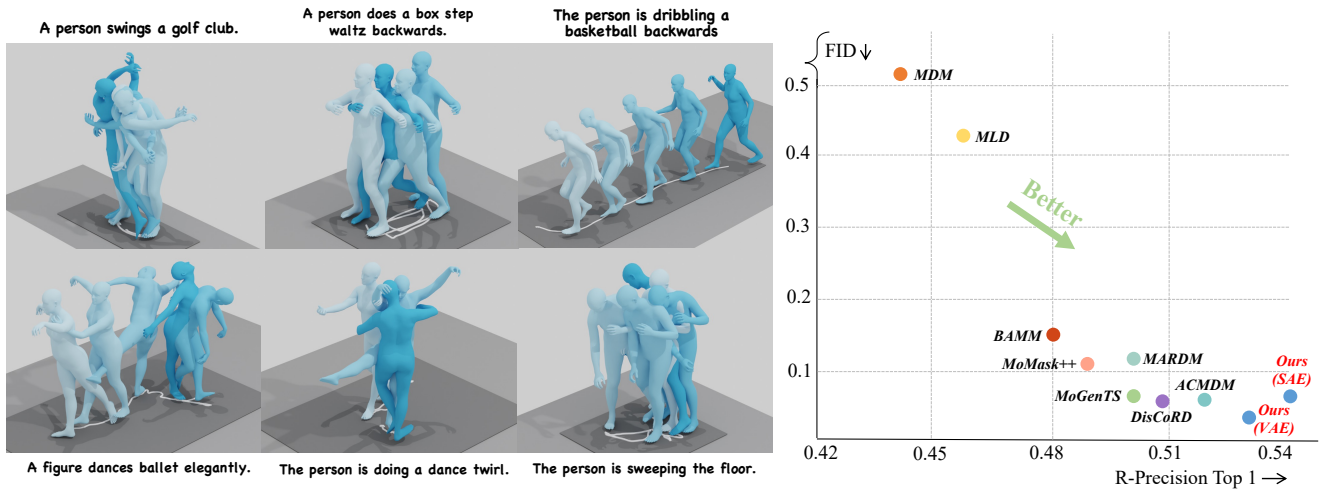 A person swings a golf club.
A person does a box step
waltz backwards.
The person is dribbling a
basketball backwards
A figure dances ballet elegantly.
The person is doing a dance twirl.
The person is sweeping the floor.
FID ↓
0.5
0.4
0.3
0.2
0.1
MDM
MLD
Better
BAMM
MoMask++
MARDM
MoGenTS
ACMDM
DisCoRD
Ours
(SAE)
Ours
(VAE)
0.42
0.45
0.48
0.51
0.54
R-Precision Top 1 →